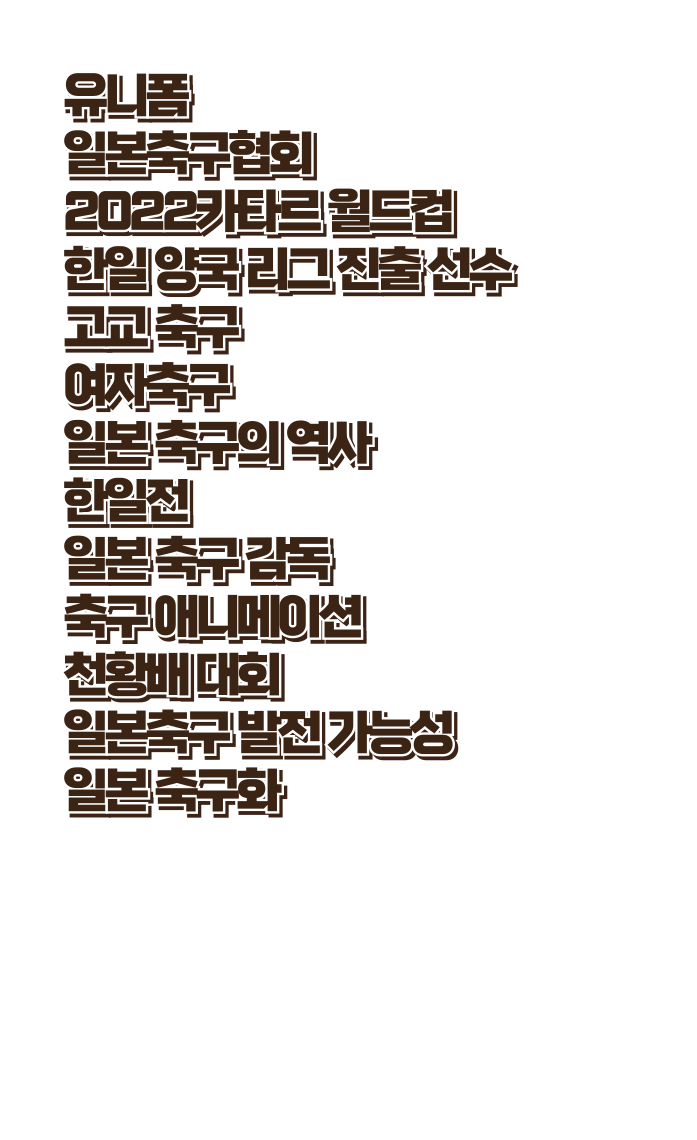 유니폼
일본축구협회
2022카타르 월드컵
한일 양국 리그 진출 선수
고교 축구
여자축구
일본 축구의 역사
한일전
일본 축구 감독
축구 애니메이션
천황배 대회
일본축구 발전 가능성
일본 축구화